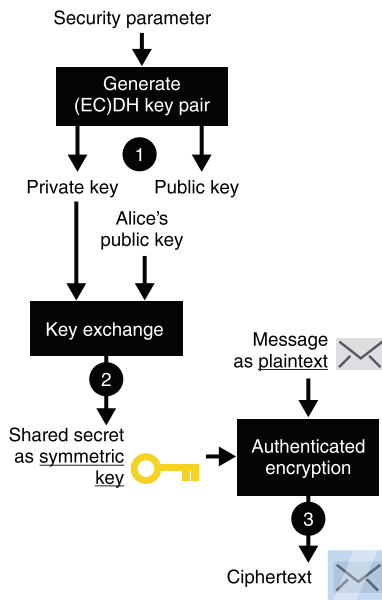 Security parameter
Generate
(EC)DH key pair
1
Private key
Public key
Alice's
public key
Key exchange
2
Message
as plaintext
Shared secret
as symmetric
key
Authenticated
encryption
3
Ciphertext